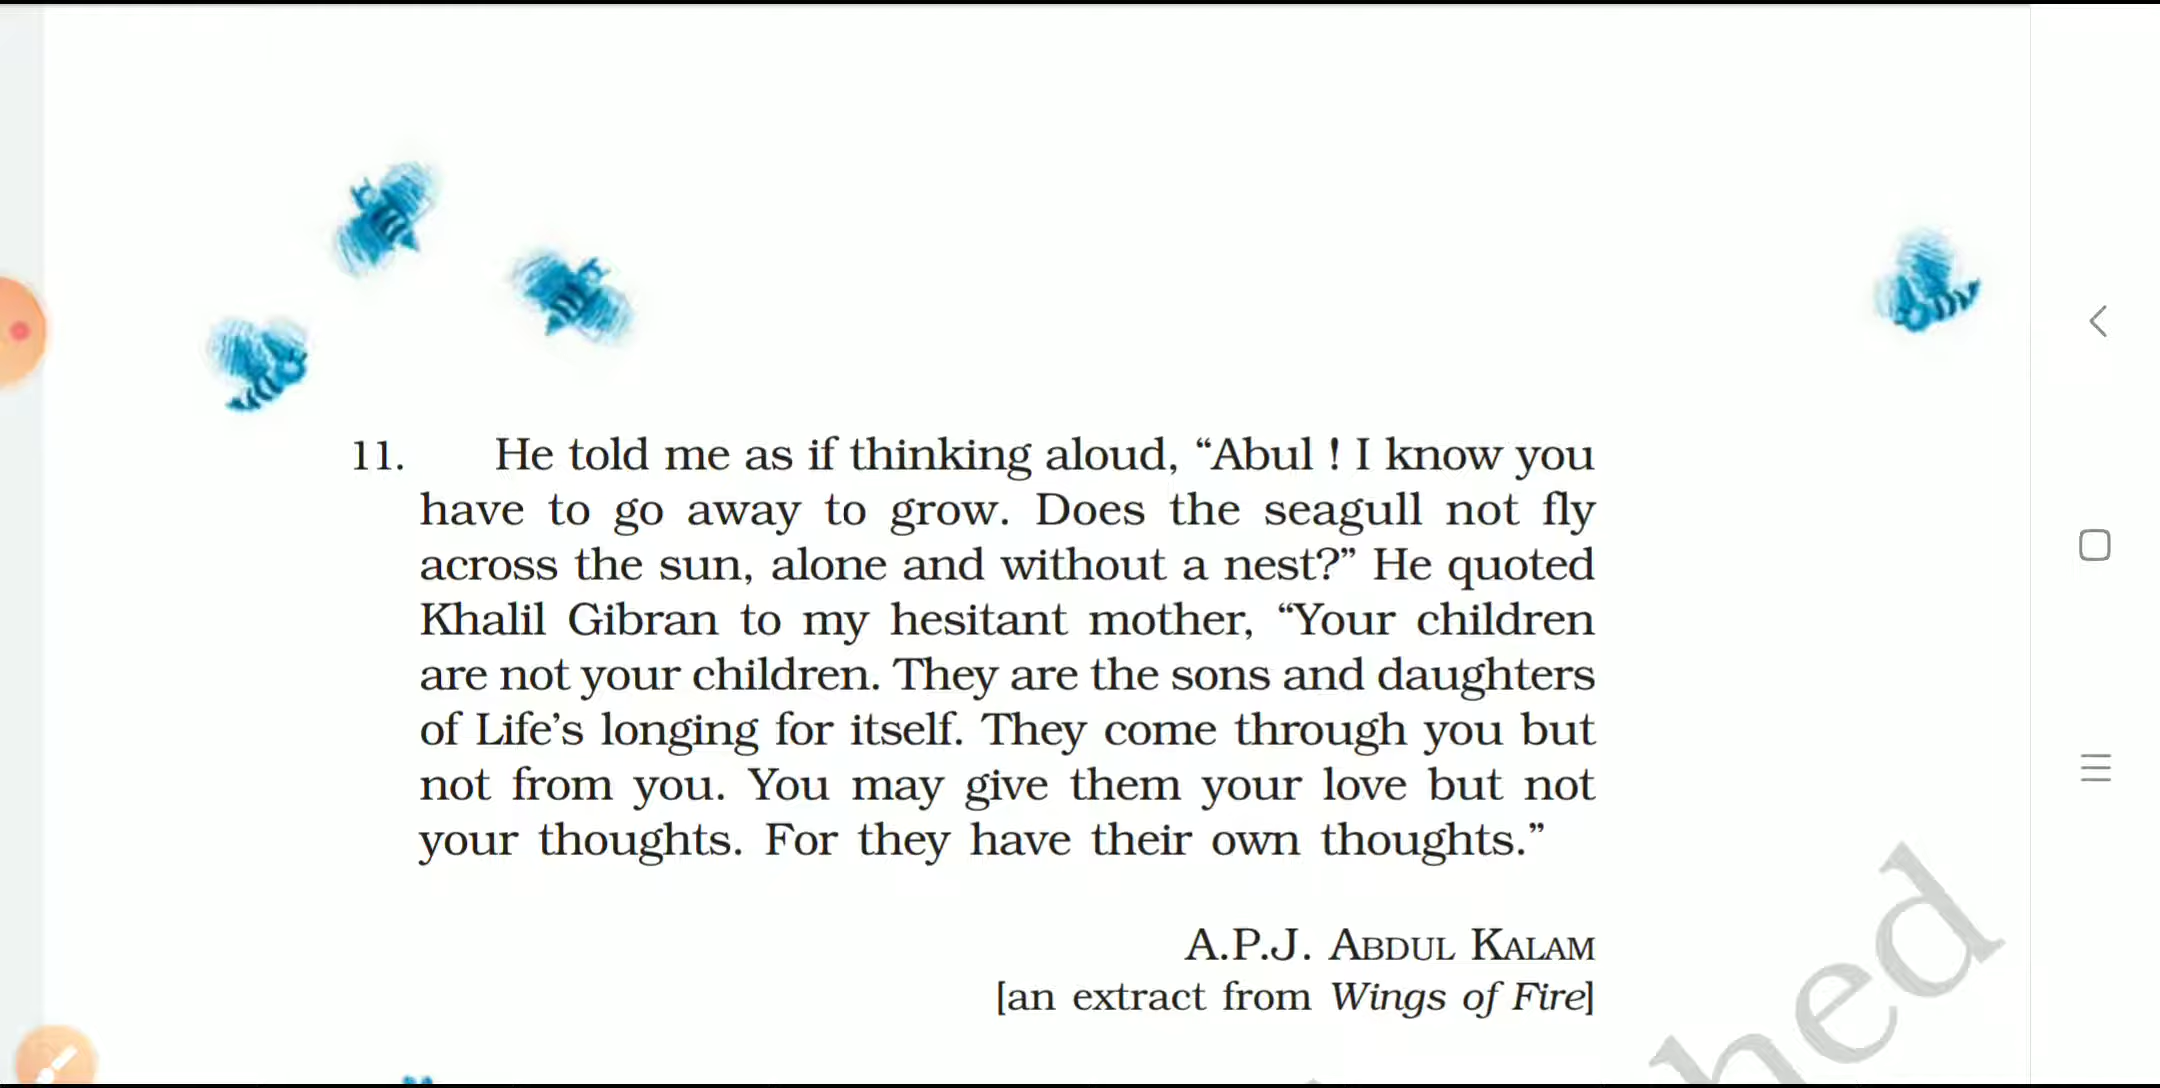 11. He told me as if thinking aloud, “Abul ! I know you
have to go away to grow. Does the seagull not fly
across the sun, alone and without a nest?” He quoted
Khalil Gibran to my hesitant mother, “Your children
are not your children. They are the sons and daughters
of Life’s longing for itself. They come through you but
not from you. You may give them your love but not
your thoughts. For they have their own thoughts.”
A.P.J. ABDUL KALAM
[an extract from Wings of Fire]
hed